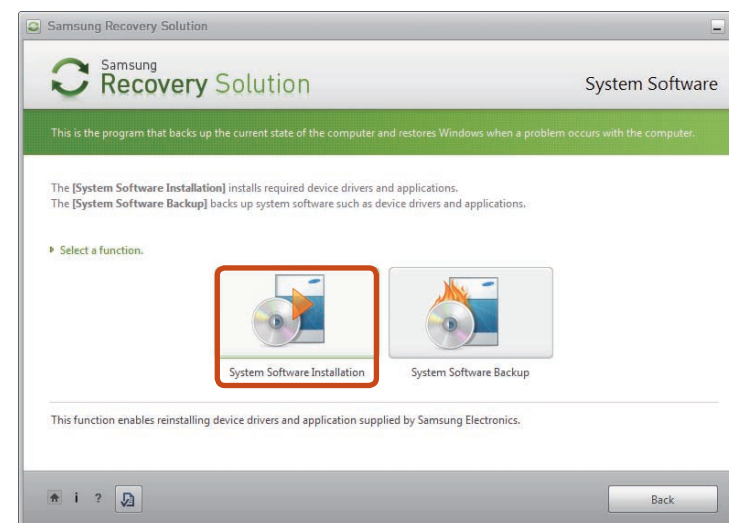 Samsung Recovery Solution
Samsung
Recovery Solution
System Software
This is the program that backs up the current state of the computer and restores Windows when a problem occurs with the computer.
The [System Software Installation] installs required device drivers and applications.
The [System Software Backup] backs up system software such as device drivers and applications.
Select a function.
System Software Installation
System Software Backup
This function enables reinstalling device drivers and application supplied by Samsung Electronics.
i ?
Back